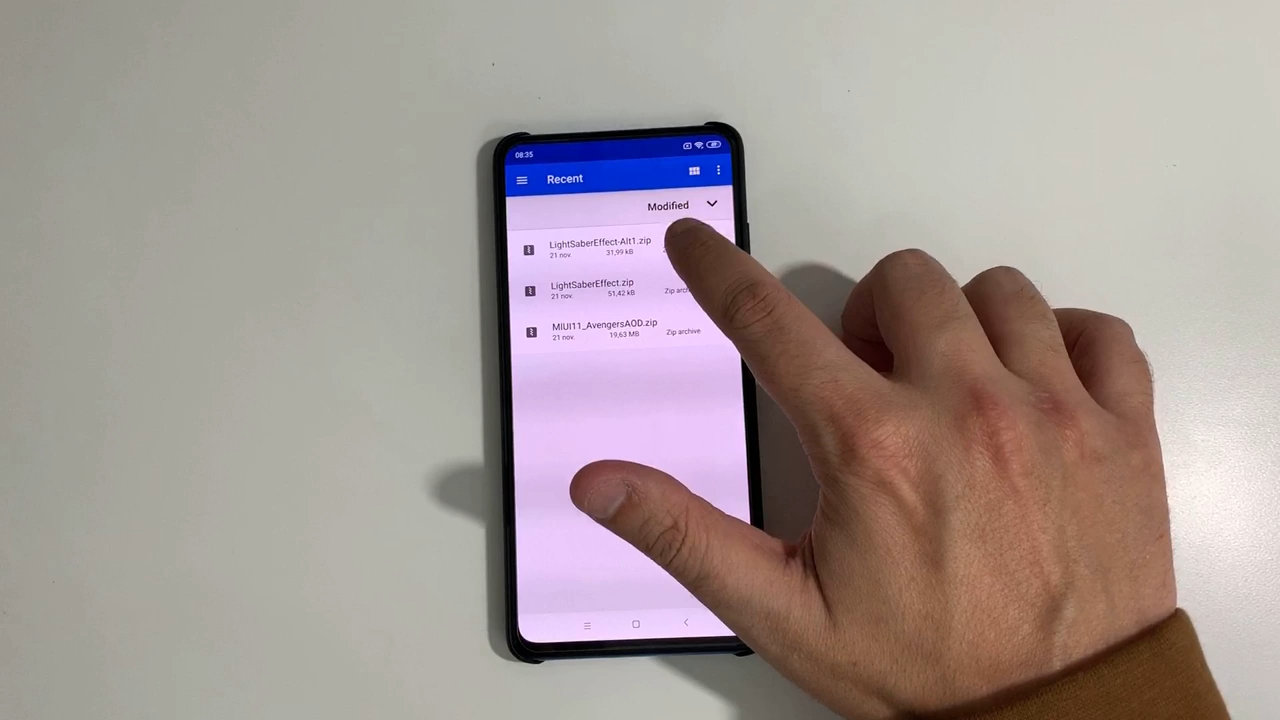 08:35
Recent
Modified
LightSaberEffect-Alt1.zip
21 nov. 31,99 kB
LightSaberEffect.zip
21 nov. 51,42 kB Zip
MIUI11_AvengersAOD.zip
21 nov. 19,63 MB Zip archive